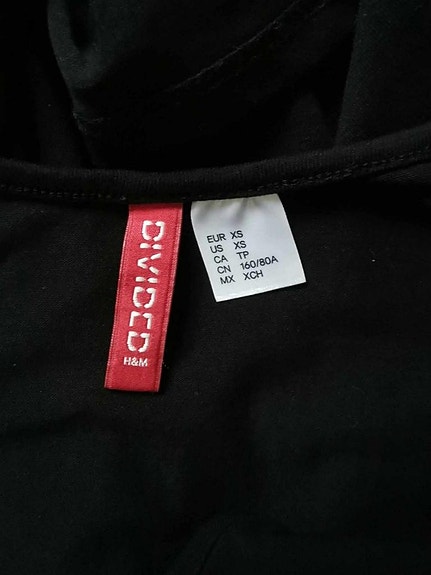 DIVIDED
H&M
EUR XS
US XS
CA TP
CN 160/80A
MX XCH